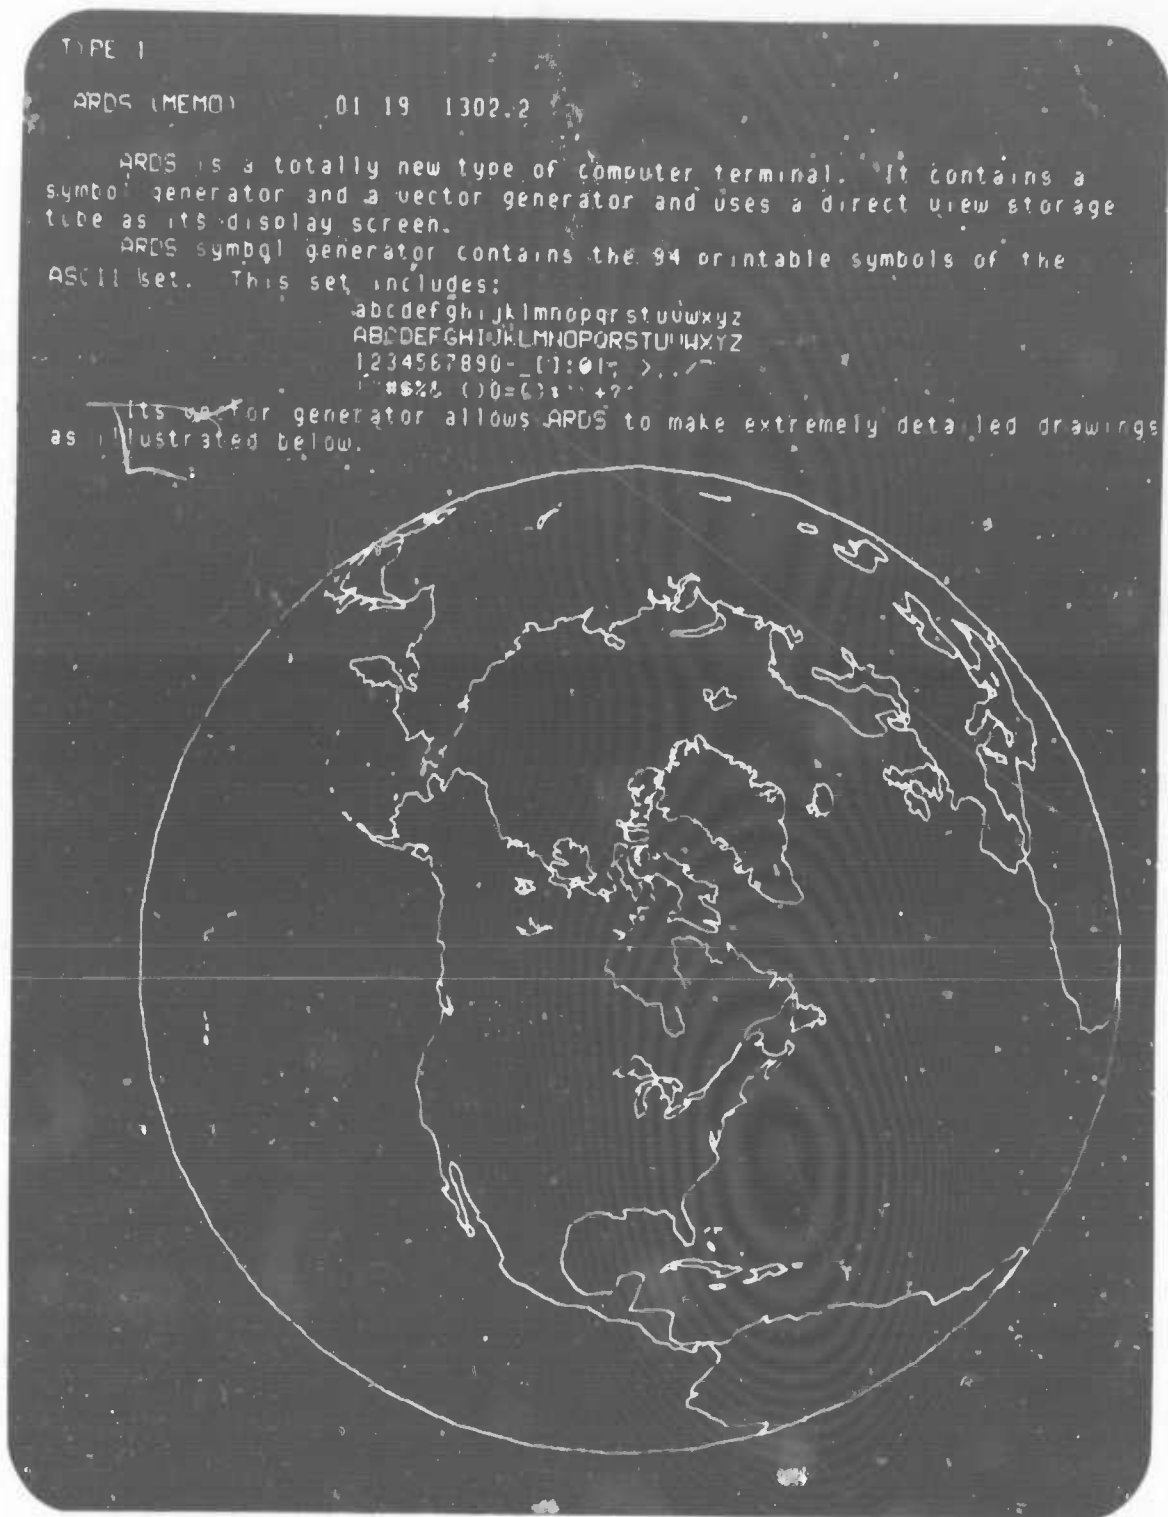 TYPE 1
ARDS (MEMO) 01 19 1302.2
ARDS is a totally new type of computer terminal. It contains a
symbol generator and a vector generator and uses a direct view storage
tube as its display screen.
ARDS symbol generator contains the 94 printable symbols of the
ASCII set. This set includes:
abcdefghijklmnopqrstuvwxyz
ABCDEFGHIJKLMNOPQRSTUVWXYZ
Its vector generator allows ARDS to make extremely detailed drawings
as illustrated below.